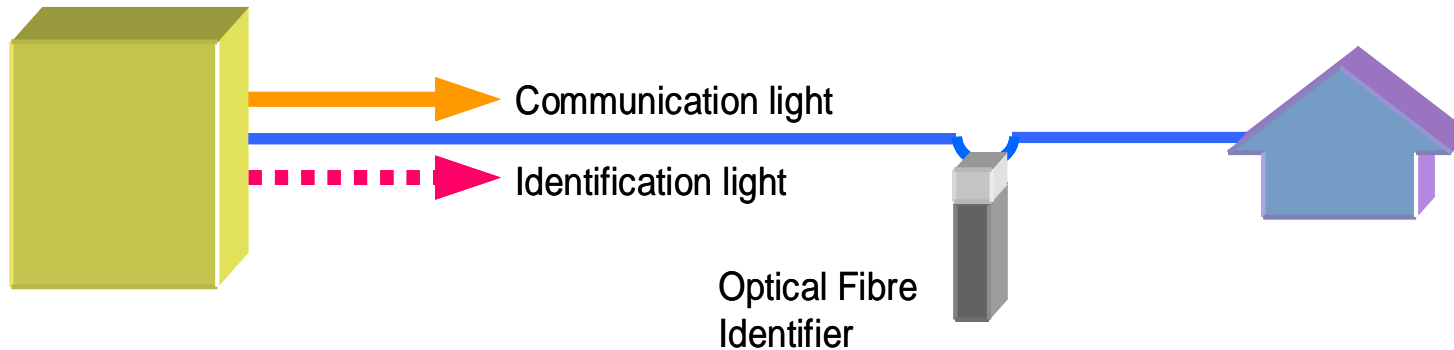 Communication light
Identification light
Optical Fibre
Identifier